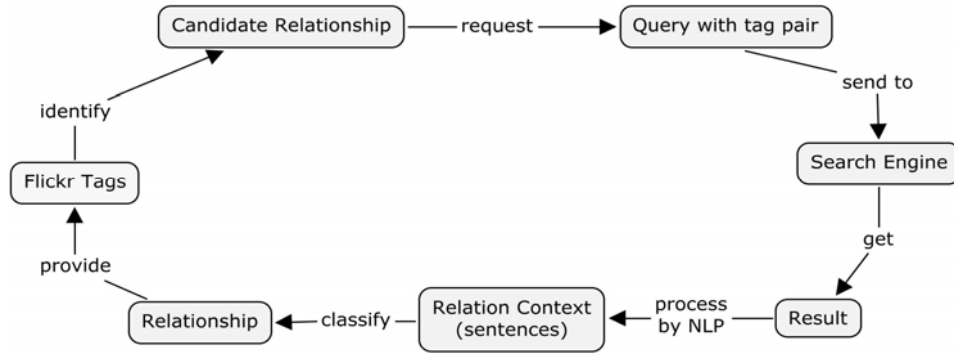 Candidate Relationship
request
Query with tag pair
send to
Search Engine
get
Result
process
by NLP
Relation Context
(sentences)
classify
Relationship
provide
Flickr Tags
identify